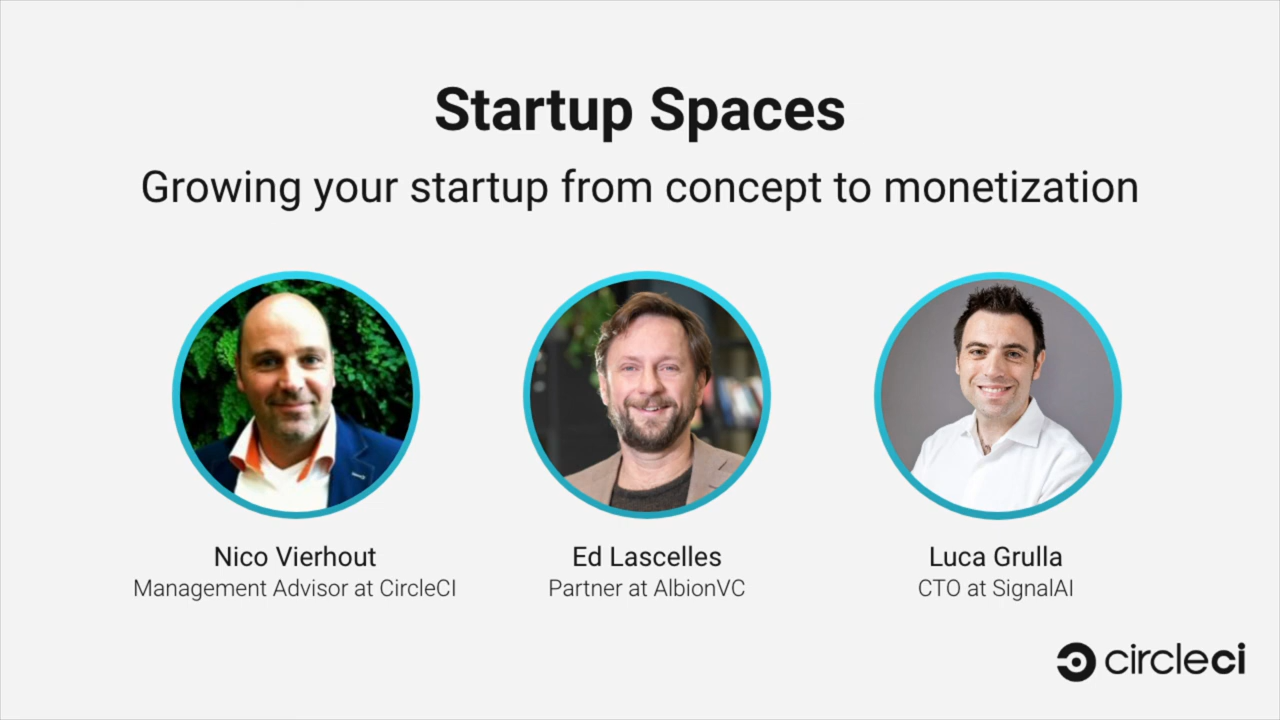 Startup Spaces
Growing your startup from concept to monetization
Nico Vierhout
Management Advisor at CircleCI
Ed Lascelles
Partner at AlbionVC
Luca Grulla
CTO at SignalAI
circleci